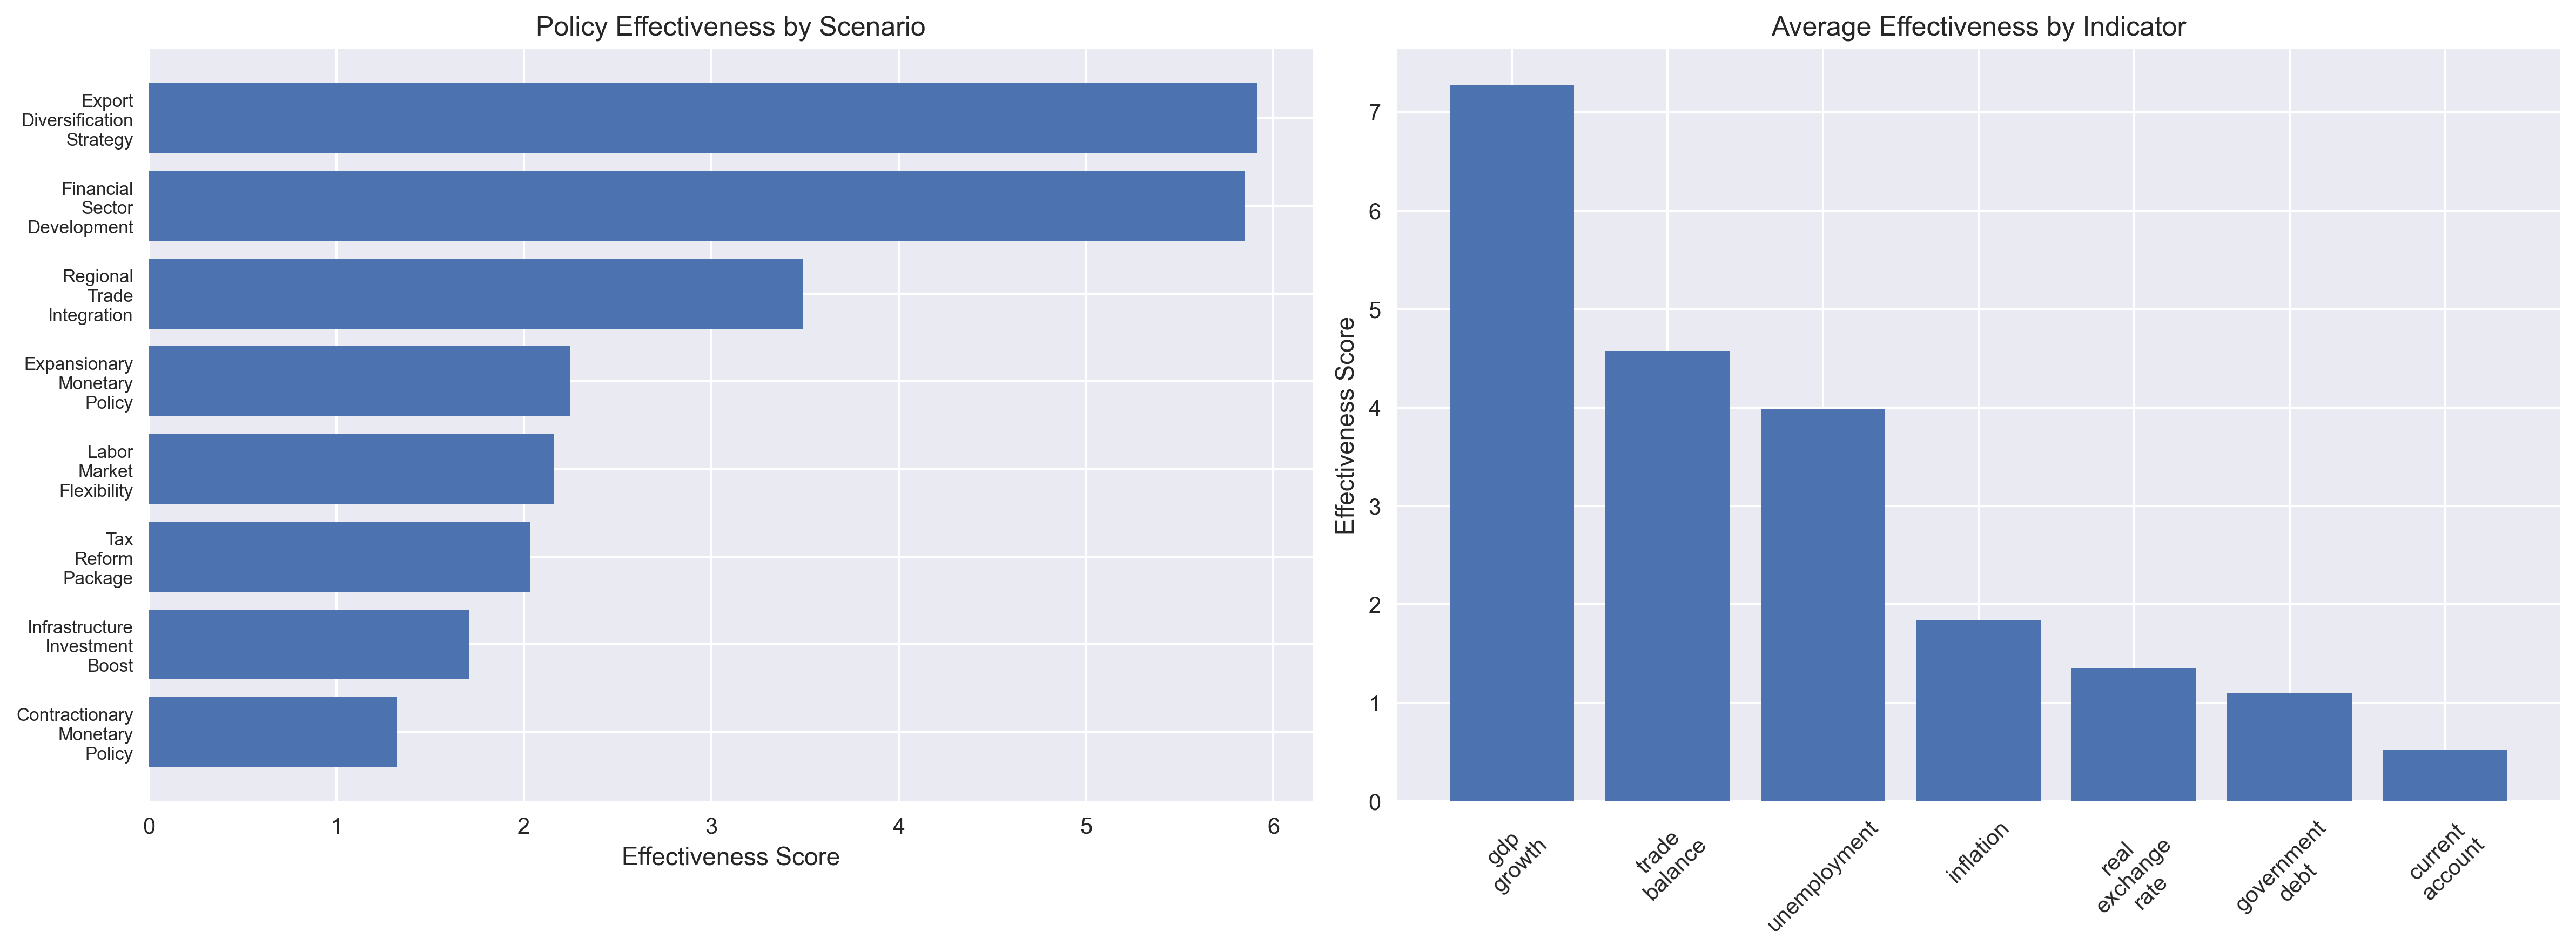 Policy Effectiveness by Scenario
Export
Diversification
Strategy
Financial
Sector
Development
Regional
Trade
Integration
Expansionary
Monetary
Policy
Labor
Market
Flexibility
Tax
Reform
Package
Infrastructure
Investment
Boost
Contractionary
Monetary
Policy
0 1 2 3 4 5 6
Effectiveness Score
Average Effectiveness by Indicator
Effectiveness Score
7
6
5
4
3
2
1
0
gdp
growth
trade
balance
unemployment
inflation
real
exchange
rate
government
debt
current
account